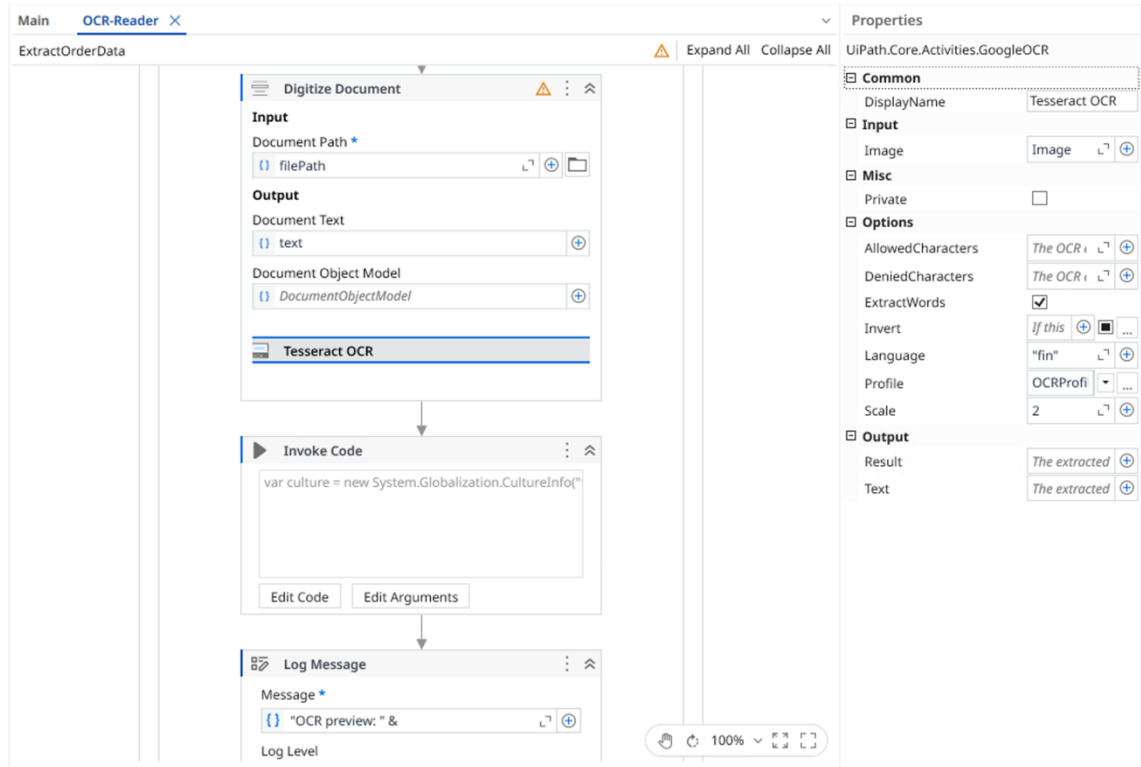 Main
OCR-Reader
ExtractOrderData
Expand All Collapse All
Digitize Document
Input
Document Path *
filePath
Output
Document Text
text
Document Object Model
DocumentObjectModel
Tesseract OCR
Invoke Code
var culture = new System.Globalization.CultureInfo("
Edit Code Edit Arguments
Log Message
Message *
"OCR preview: " &
Log Level
100%
Properties
UiPath.Core.Activities.GoogleOCR
Common
DisplayName Tesseract OCR
Input
Image Image
Misc
Private
Options
AllowedCharacters The OCR
DeniedCharacters The OCR
ExtractWords
Invert If this ...
Language "fin"
Profile OCRProfi ...
Scale 2
Output
Result The extracted
Text The extracted